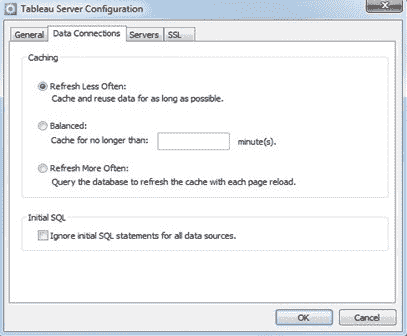 Tableau Server Configuration
General Data Connections Servers SSL
Caching
Refresh Less Often:
Cache and reuse data for as long as possible.
Balanced:
Cache for no longer than: minute(s).
Refresh More Often:
Query the database to refresh the cache with each page reload.
Initial SQL
Ignore initial SQL statements for all data sources.
OK Cancel